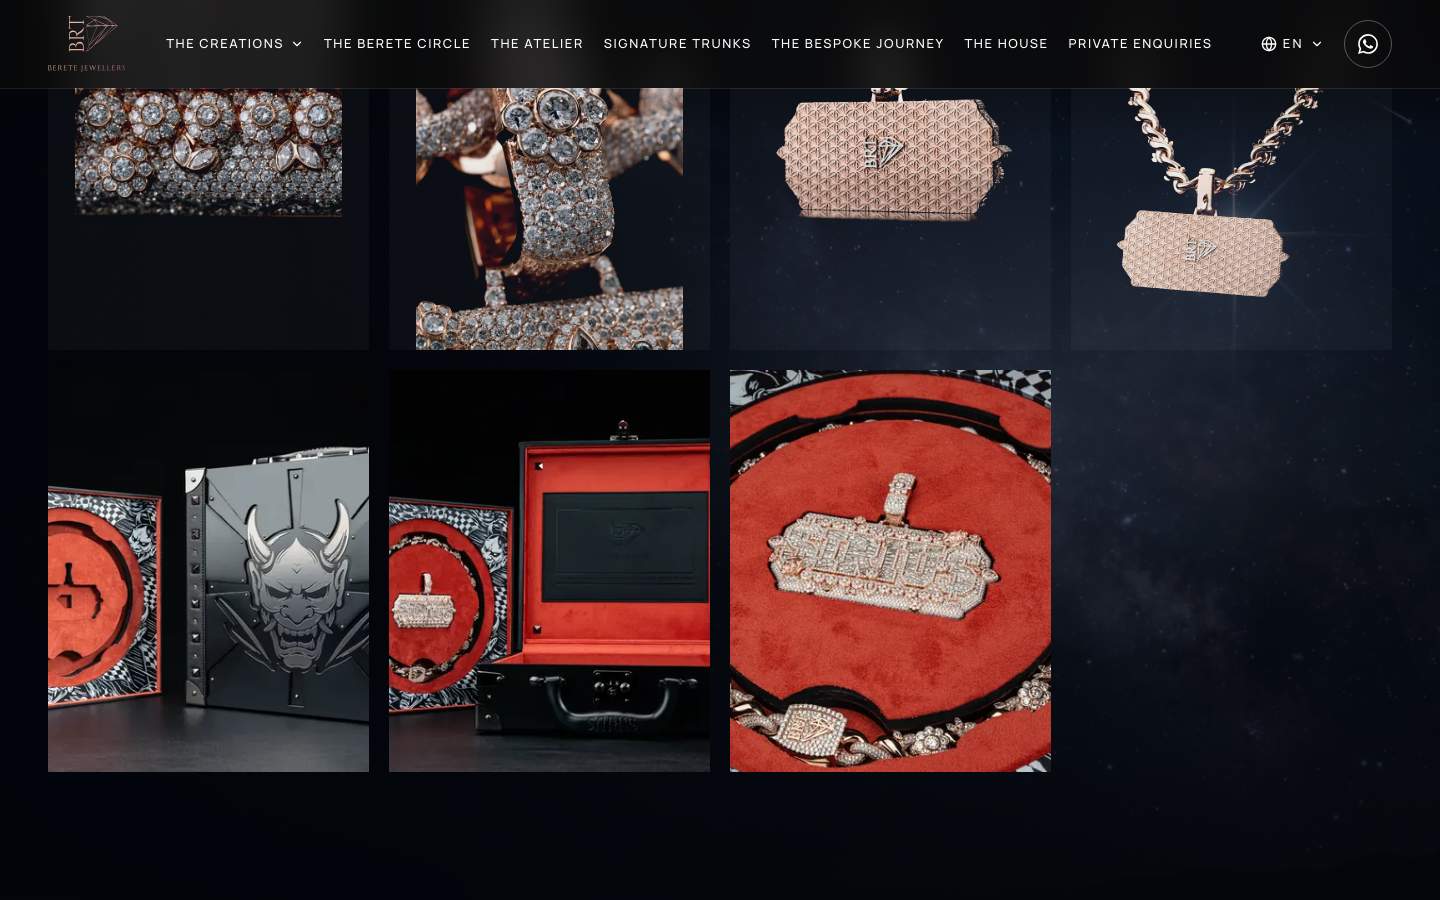 BRT
BERETE JEWELLERS
THE CREATIONS
THE BERETE CIRCLE
THE ATELIER
SIGNATURE TRUNKS
THE BESPOKE JOURNEY
THE HOUSE
PRIVATE ENQUIRIES
EN
BRT
BRT